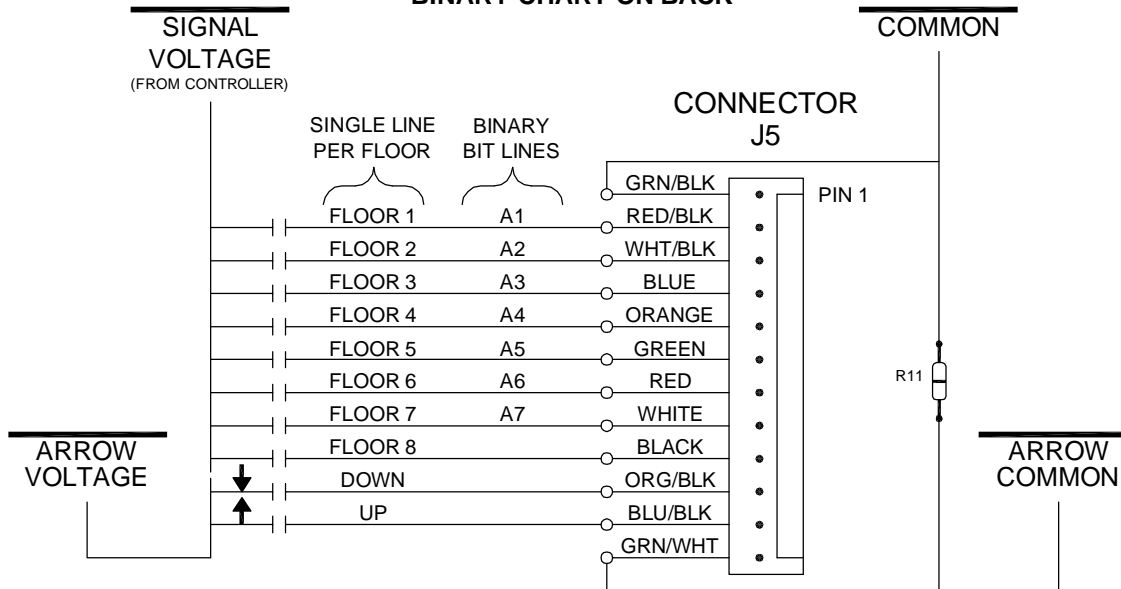 BINARY CHART ON BACK
SIGNAL
VOLTAGE
(FROM CONTROLLER)
COMMON
CONNECTOR
J5
SINGLE LINE
PER FLOOR
BINARY
BIT LINES
GRN/BLK
PIN 1
FLOOR 1 A1 RED/BLK
FLOOR 2 A2 WHT/BLK
FLOOR 3 A3 BLUE
FLOOR 4 A4 ORANGE
FLOOR 5 A5 GREEN
FLOOR 6 A6 RED
R11
FLOOR 7 A7 WHITE
FLOOR 8 BLACK
ARROW
VOLTAGE
ARROW
COMMON
DOWN ORG/BLK
UP BLU/BLK
GRN/WHT